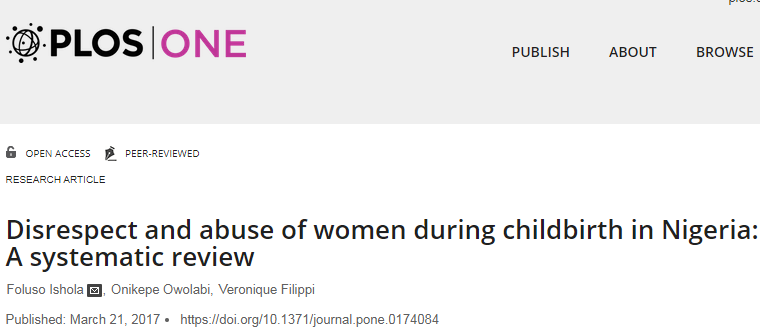 plos.o
PLOS ONE
PUBLISH ABOUT BROWSE
OPEN ACCESS PEER-REVIEWED
RESEARCH ARTICLE
Disrespect and abuse of women during childbirth in Nigeria:
A systematic review
Foluso Ishola , Onikepe Owolabi, Veronique Filippi
Published: March 21, 2017 • https://doi.org/10.1371/journal.pone.0174084